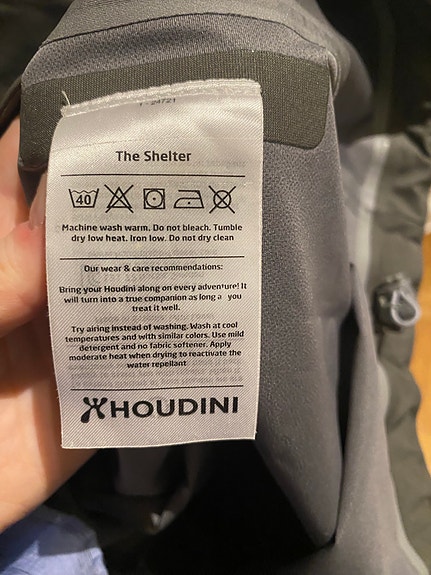 1 - 24721
The Shelter
40
Machine wash warm. Do not bleach. Tumble
dry low heat. Iron low. Do not dry clean
Our wear & care recommendations:
Bring your Houdini along on every adventure! It
will turn into a true companion as long a you
treat it well.
Try airing instead of washing. Wash at cool
temperatures and with similar colors. Use mild
detergent and no fabric softener. Apply
moderate heat when drying to reactivate the
water repellant
HOUDINI